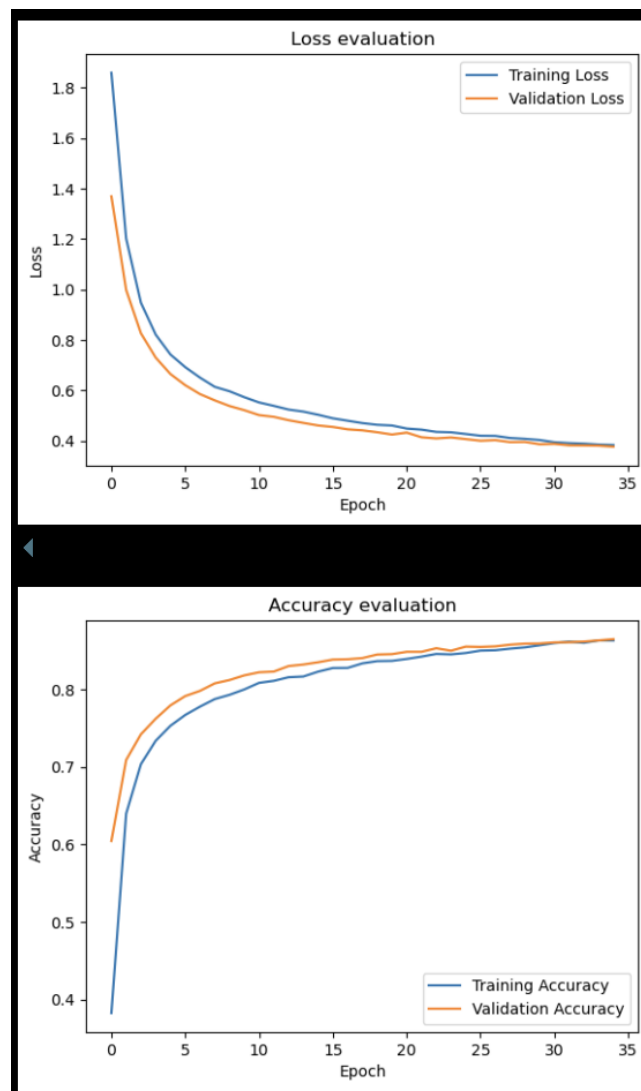 Loss evaluation
Training Loss
Validation Loss
1.8
1.6
1.4
1.2
1.0
0.8
0.6
0.4
Loss
0 5 10 15 20 25 30 35
Epoch
Accuracy evaluation
0.8
0.7
0.6
0.5
0.4
Accuracy
Training Accuracy
Validation Accuracy
0 5 10 15 20 25 30 35
Epoch